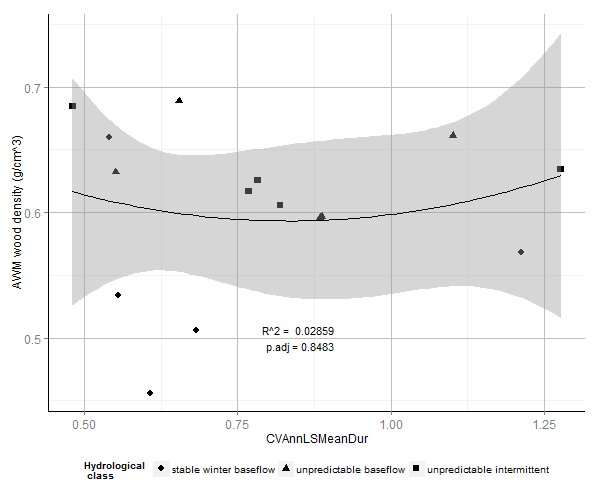 0.7
0.6
0.5
AWM wood density (g/cm^3)
R^2 = 0.02859
p.adj = 0.8483
0.50
0.75
1.00
1.25
CVAnnLSMeanDur
Hydrological
class
stable winter baseflow
unpredictable baseflow
unpredictable intermittent